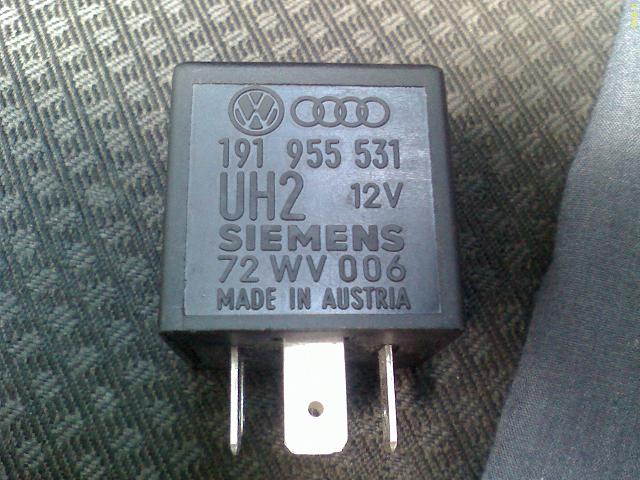 191 955 531
UH2 12V
SIEMENS
72 WV 006
MADE IN AUSTRIA